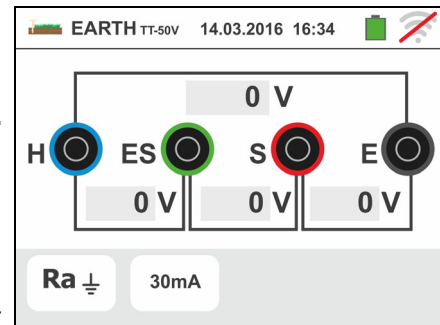 EARTH TT-50V 14.03.2016 16:34
0 V
H ES S E
0 V 0 V 0 V
Ra 30mA